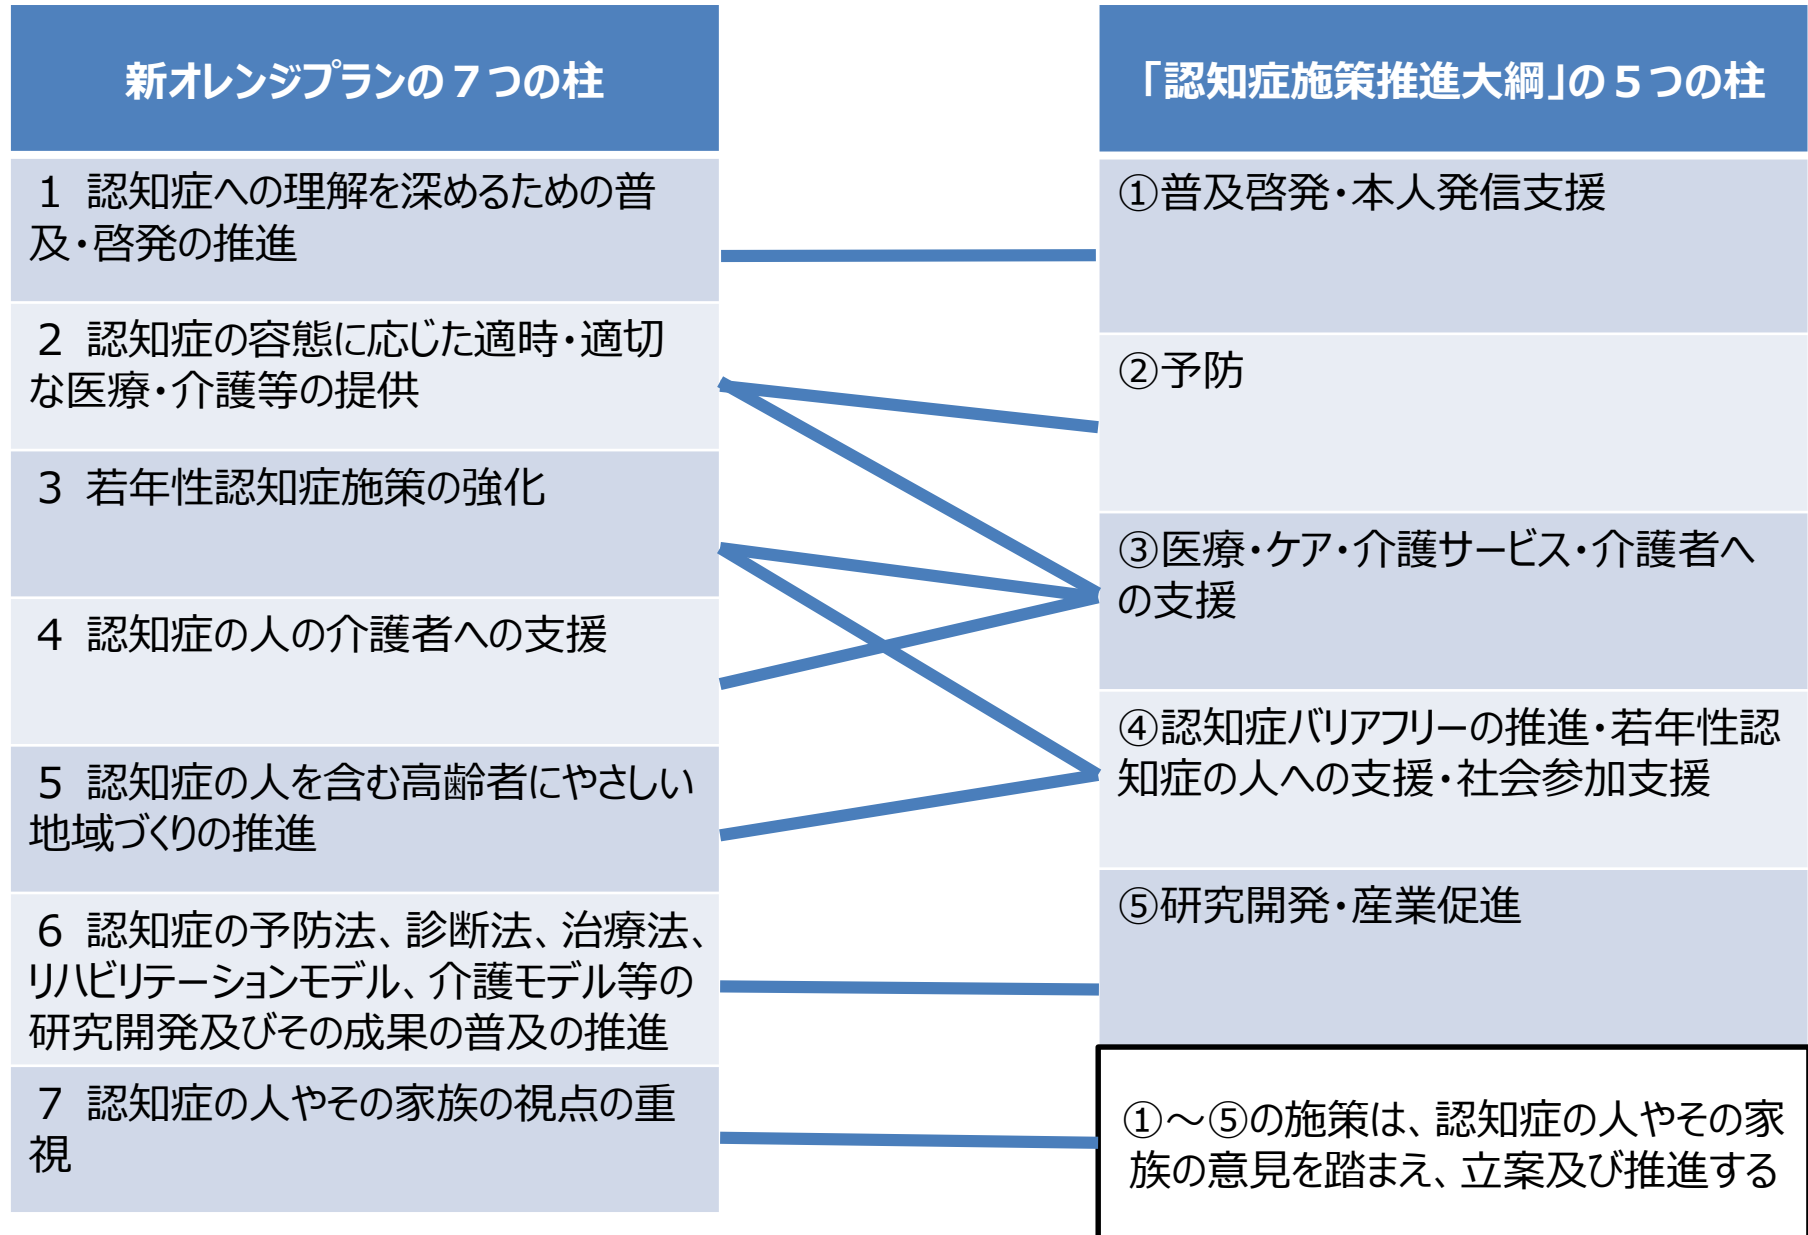 新オレンジプランの７つの柱
１ 認知症への理解を深めるための普
及・啓発の推進
２ 認知症の容態に応じた適時・適切
な医療・介護等の提供
３ 若年性認知症施策の強化
４ 認知症の人の介護者への支援
５ 認知症の人を含む高齢者にやさしい
地域づくりの推進
６ 認知症の予防法、診断法、治療法、
リハビリテーションモデル、介護モデル等の
研究開発及びその成果の普及の推進
７ 認知症の人やその家族の視点の重
視
「認知症施策推進大綱」の５つの柱
①普及啓発・本人発信支援
②予防
③医療・ケア・介護サービス・介護者へ
の支援
④認知症バリアフリーの推進・若年性認
知症の人への支援・社会参加支援
⑤研究開発・産業促進
①～⑤の施策は、認知症の人やその家
族の意見を踏まえ、立案及び推進する